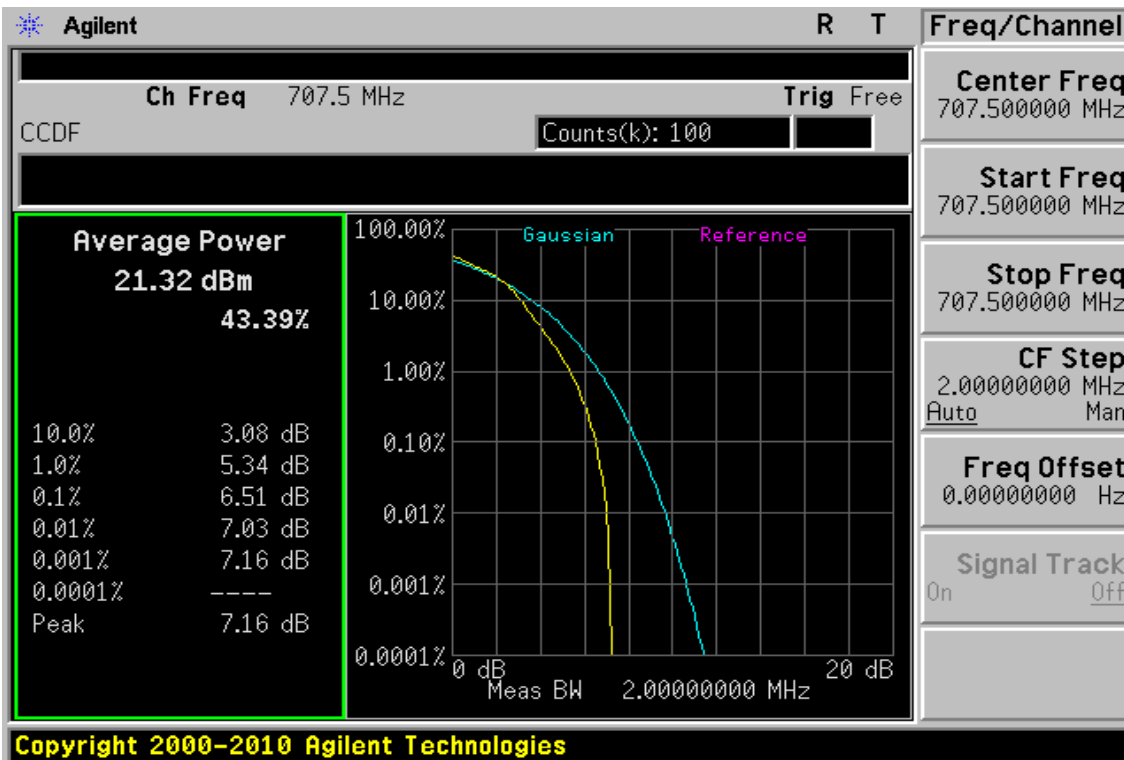 Agilent R T
Ch Freq 707.5 MHz Trig Free
CCDF Counts(k): 100
Average Power
21.32 dBm
43.39%
10.0% 3.08 dB
1.0% 5.34 dB
0.1% 6.51 dB
0.01% 7.03 dB
0.001% 7.16 dB
0.0001% ----
Peak 7.16 dB
100.00%
Gaussian Reference
10.00%
1.00%
0.10%
0.01%
0.001%
0.0001%
0 dB 20 dB
Meas BW 2.00000000 MHz
Freq/Channel
Center Freq
707.500000 MHz
Start Freq
707.500000 MHz
Stop Freq
707.500000 MHz
CF Step
2.00000000 MHz
Auto Man
Freq Offset
0.00000000 Hz
Signal Track
On Off
Copyright 2000-2010 Agilent Technologies